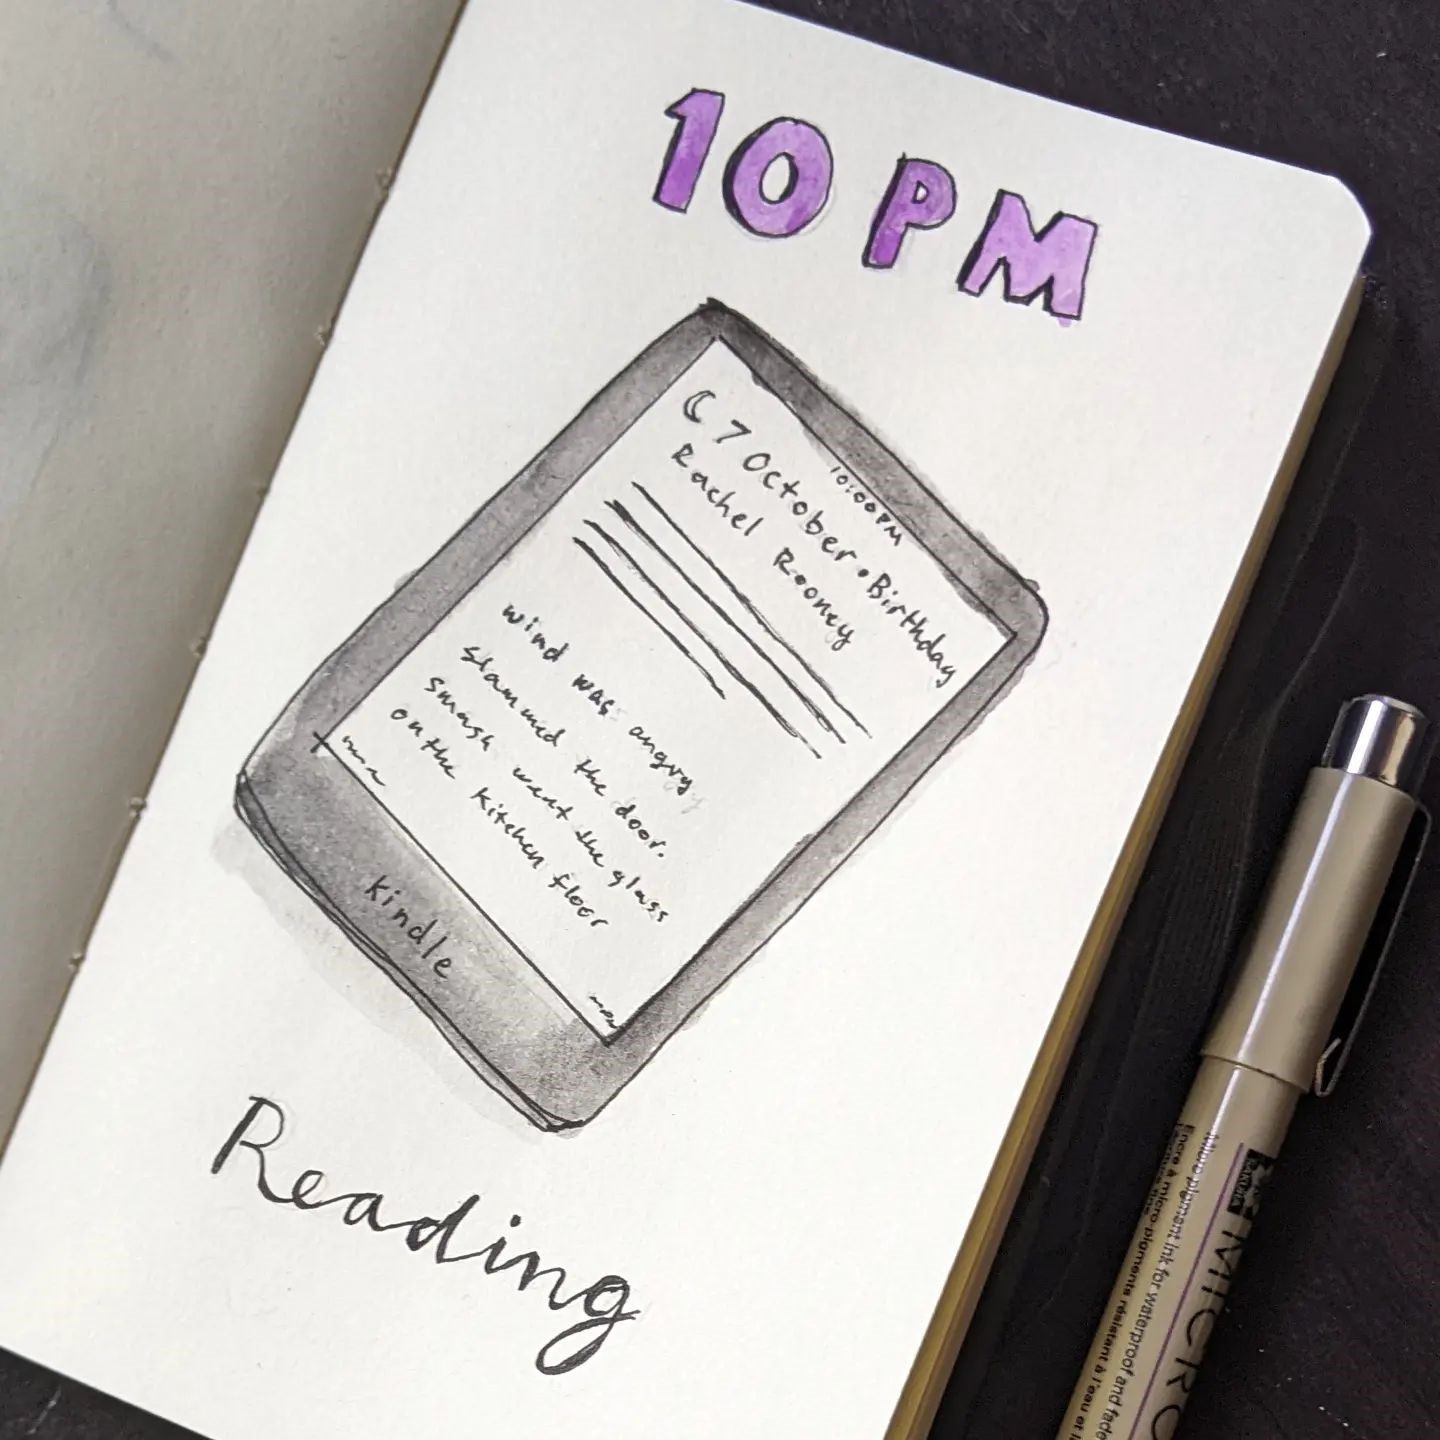 10 PM
10:00PM
7 October • Birthday
Rachel Rooney
wind was angry
slammed the door.
smash went the glass
on the kitchen floor
kindle
Reading
SAKURA
MICRO
Micro pigment ink for waterproof and fade
Encre à micro-pigments résistant à l'eau et